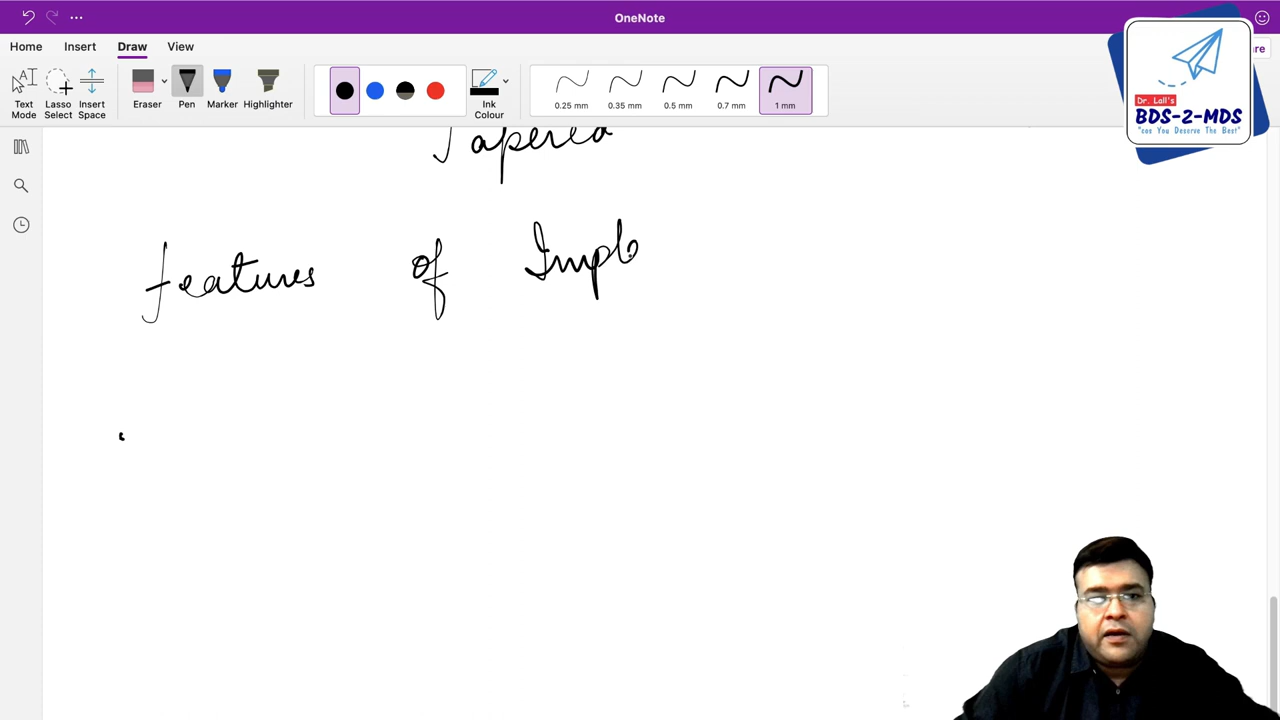 OneNote
Home Insert Draw View
Text Mode
Lasso Select
Insert Space
Eraser
Pen
Marker
Highlighter
Ink Colour
0.25 mm
0.35 mm
0.5 mm
0.7 mm
1 mm
Dr. Lall's
BDS-2-MDS
"cos You Deserve The Best"
Tapered
features of Impla